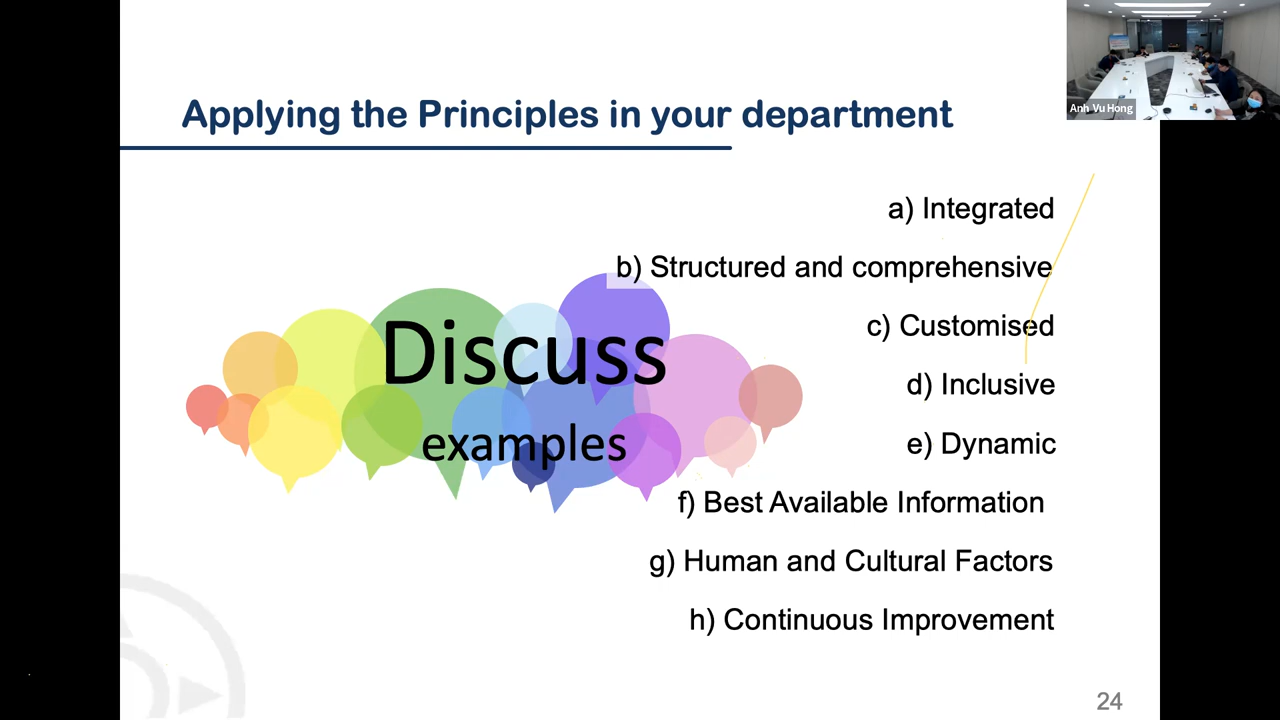 Anh Vu Hong
Applying the Principles in your department
a) Integrated
b) Structured and comprehensive
c) Customised
d) Inclusive
e) Dynamic
f) Best Available Information
g) Human and Cultural Factors
h) Continuous Improvement
Discuss
examples
24